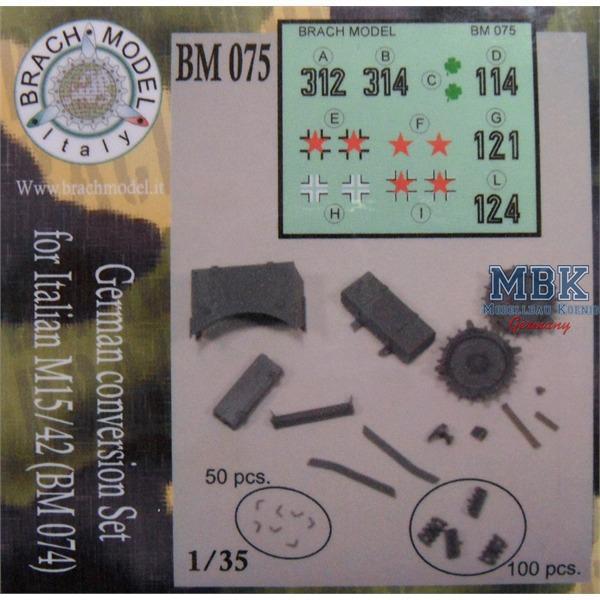 BRACH MODEL
Italy
Www.brachmodel.it
BM 075
BRACH MODEL
BM 075
A
B
C
D
312
314
114
E
F
G
121
H
I
L
124
German conversion Set
for Italian M15/42 (BM 074)
MBK
MODELLBAU KOENIG
Germany
50 pcs.
100 pcs.
1/35